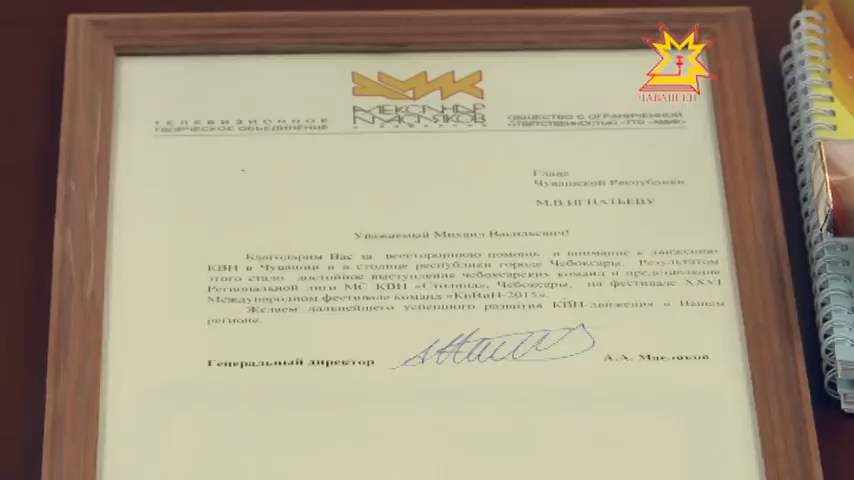 ЧĂВАШ ЕН
АМИК
АЛЕКСАНДР
МАСЛЯКОВ
и компания
ТЕЛЕВИЗИОННОЕ
ТВОРЧЕСКОЕ ОБЪЕДИНЕНИЕ
ОБЩЕСТВО С ОГРАНИЧЕННОЙ
ОТВЕТСТВЕННОСТЬЮ «ТТО «АМИК»
Главе
Чувашской Республики
М.В.ИГНАТЬЕВУ
Уважаемый Михаил Васильевич!
Благодарим Вас за всестороннюю помощь и внимание к движению
КВН в Чувашии и в столице республики городе Чебоксары. Результатом
этого стало достойное выступление чебоксарских команд и представление
Региональной лиги МС КВН «Столица», Чебоксары, на фестивале XXVI
Международном фестивале команд «КиВиН-2015».
Желаем дальнейшего успешного развития КВН-движения в Вашем
регионе.
Генеральный директор А.А. Масляков